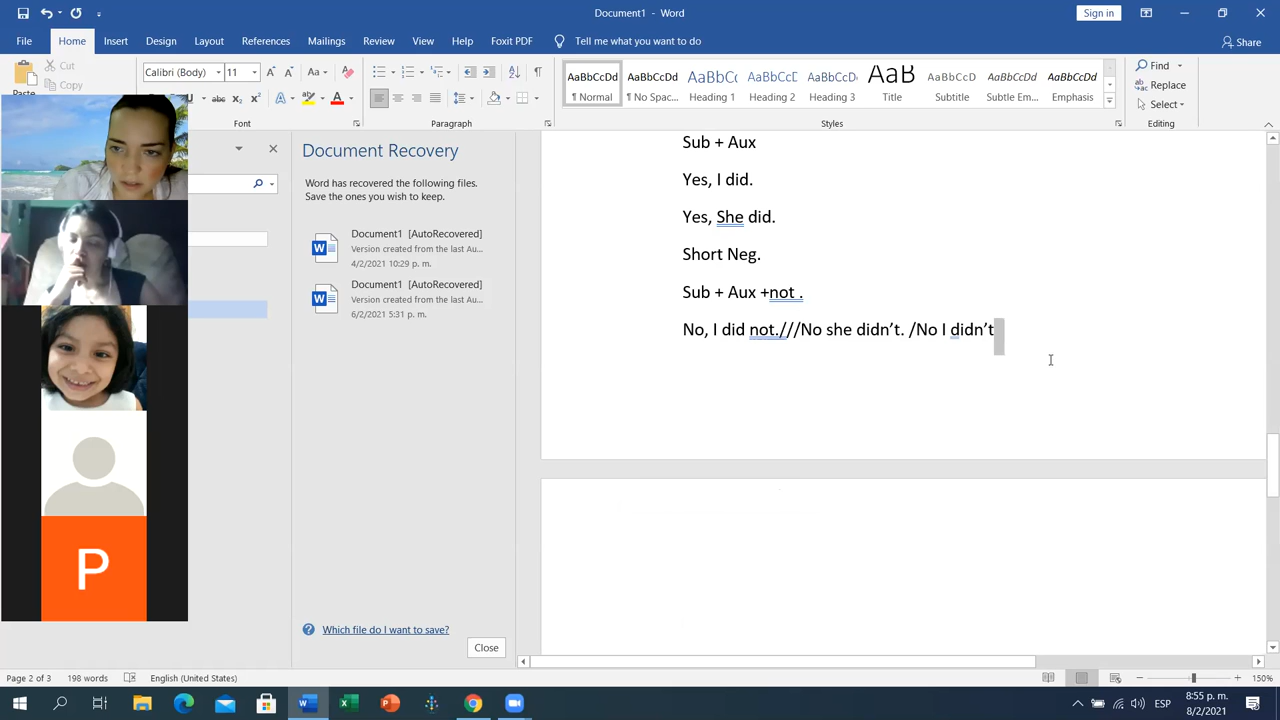 Document1 - Word
Sign in
File Home Insert Design Layout References Mailings Review View Help Foxit PDF Tell me what you want to do Share
Cut
Copy
Paste
Calibri (Body) 11
Aa
abc x₂ x²
Font
Paragraph
AaBbCcDd AaBbCcDd AaBbCc AaBbCcD AaBbCcD AaB AaBbCcD AaBbCcDd AaBbCcDd
¶ Normal ¶ No Spac... Heading 1 Heading 2 Heading 3 Title Subtitle Subtle Em... Emphasis
Styles
Find
Replace
Select
Editing
Document Recovery
Word has recovered the following files.
Save the ones you wish to keep.
Document1 [AutoRecovered]
Version created from the last Au...
4/2/2021 10:29 p. m.
Document1 [AutoRecovered]
Version created from the last Au...
6/2/2021 5:31 p. m.
Which file do I want to save?
Close
Sub + Aux
Yes, I did.
Yes, She did.
Short Neg.
Sub + Aux +not .
No, I did not.///No she didn’t. /No I didn’t
P
Page 2 of 3 198 words English (United States) 150%
ESP
8:55 p. m.
8/2/2021